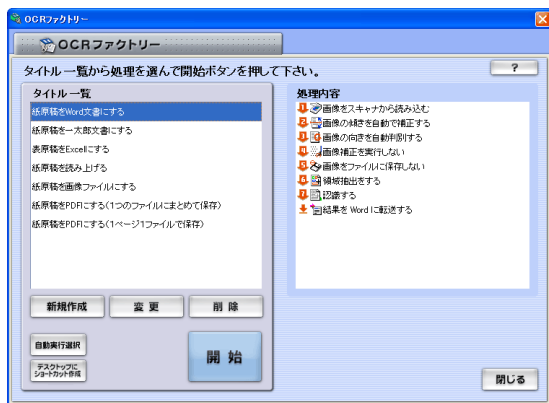 OCRファクトリー
OCRファクトリー
タイトル一覧から処理を選んで開始ボタンを押して下さい。
?
タイトル一覧
紙原稿をWord文書にする
紙原稿を一太郎文書にする
表原稿をExcelにする
紙原稿を読み上げる
紙原稿を画像ファイルにする
紙原稿をPDFにする(1つのファイルにまとめて保存)
紙原稿をPDFにする(1ページ1ファイルで保存)
新規作成
変更
削除
自動実行選択
デスクトップに
ショートカット作成
開始
処理内容
1 画像をスキャナから読み込む
2 画像の傾きを自動で補正する
3 画像の向きを自動判別する
4 画像補正を実行しない
5 画像をファイルに保存しない
6 領域抽出をする
7 認識する
結果を Word に転送する
閉じる